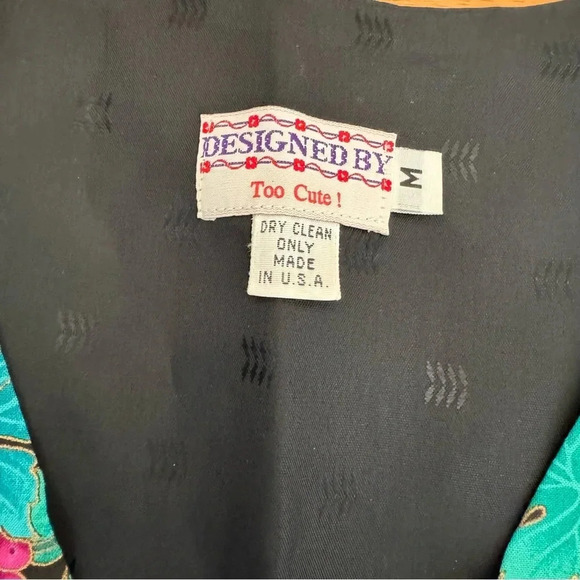 DESIGNED BY
Too Cute !
M
DRY CLEAN
ONLY
MADE
IN U.S.A.